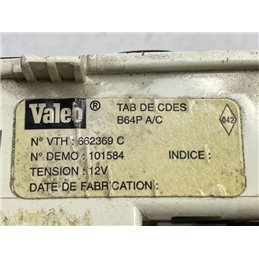 Valeo ® TAB DE CDES
B64P A/C
042
N° VTH : 662369 C
N° DEMO : 101584 INDICE :
TENSION : 12V
DATE DE FABRICATION :